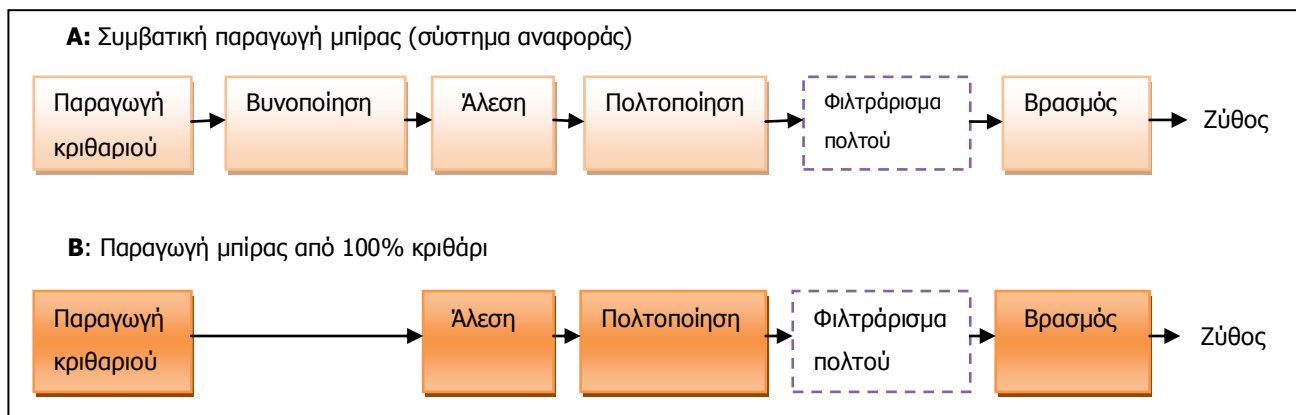 Α: Συμβατική παραγωγή μπίρας (σύστημα αναφοράς)
Παραγωγή
κριθαριού
Βυνοποίηση
Άλεση
Πολτοποίηση
Φιλτράρισμα
πολτού
Βρασμός
Ζύθος
Β: Παραγωγή μπίρας από 100% κριθάρι
Παραγωγή
κριθαριού
Άλεση
Πολτοποίηση
Φιλτράρισμα
πολτού
Βρασμός
Ζύθος